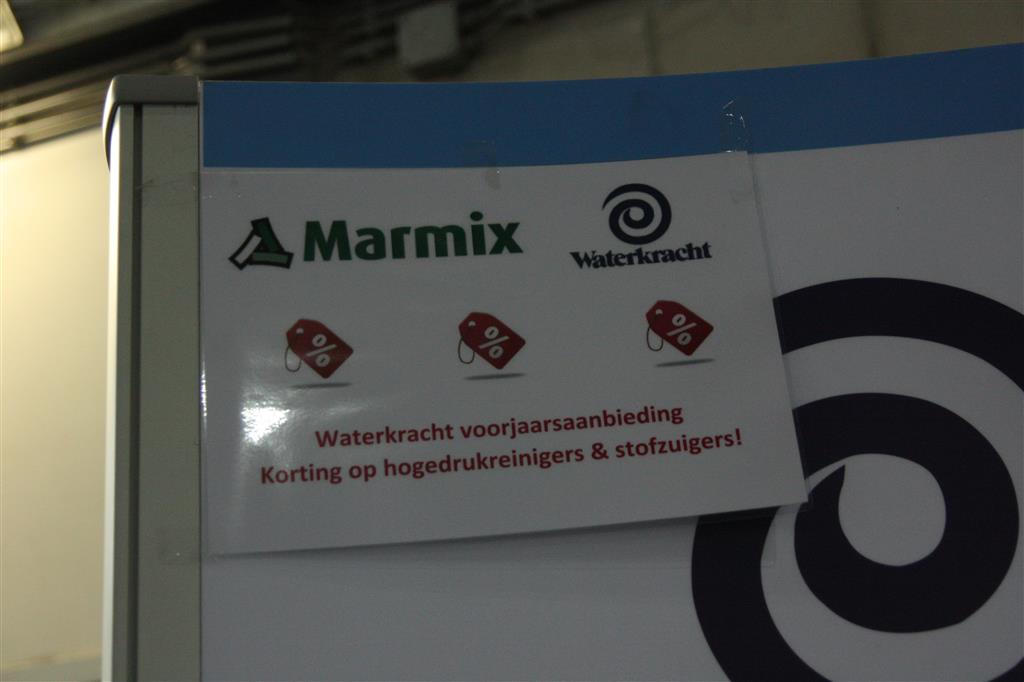 Marmix
Waterkracht
% % %
Waterkracht voorjaarsaanbieding
Korting op hogedrukreinigers & stofzuigers!